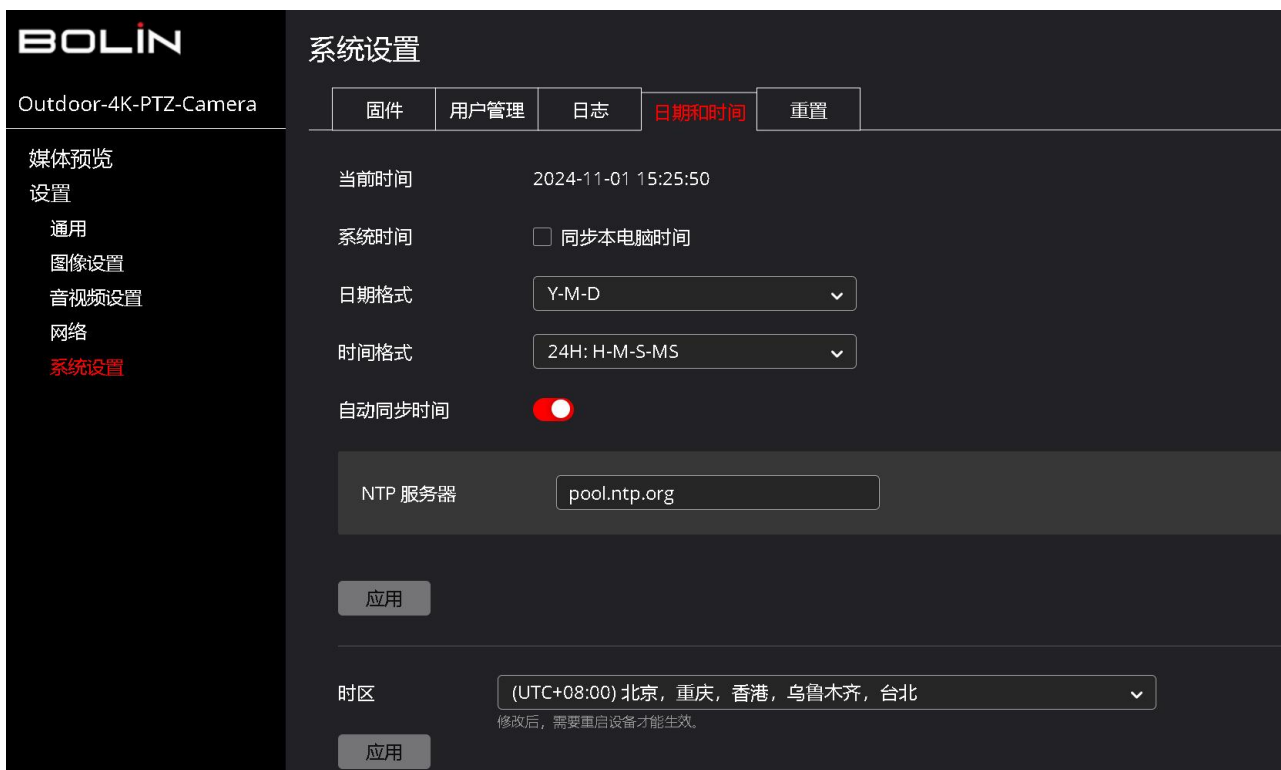 BOLIN
Outdoor-4K-PTZ-Camera
媒体预览
设置
通用
图像设置
音视频设置
网络
系统设置
系统设置
固件 用户管理 日志 日期和时间 重置
当前时间 2024-11-01 15:25:50
系统时间 同步本电脑时间
日期格式 Y-M-D
时间格式 24H: H-M-S-MS
自动同步时间
NTP 服务器 pool.ntp.org
应用
时区 (UTC+08:00) 北京，重庆，香港，乌鲁木齐，台北
修改后，需要重启设备才能生效。
应用